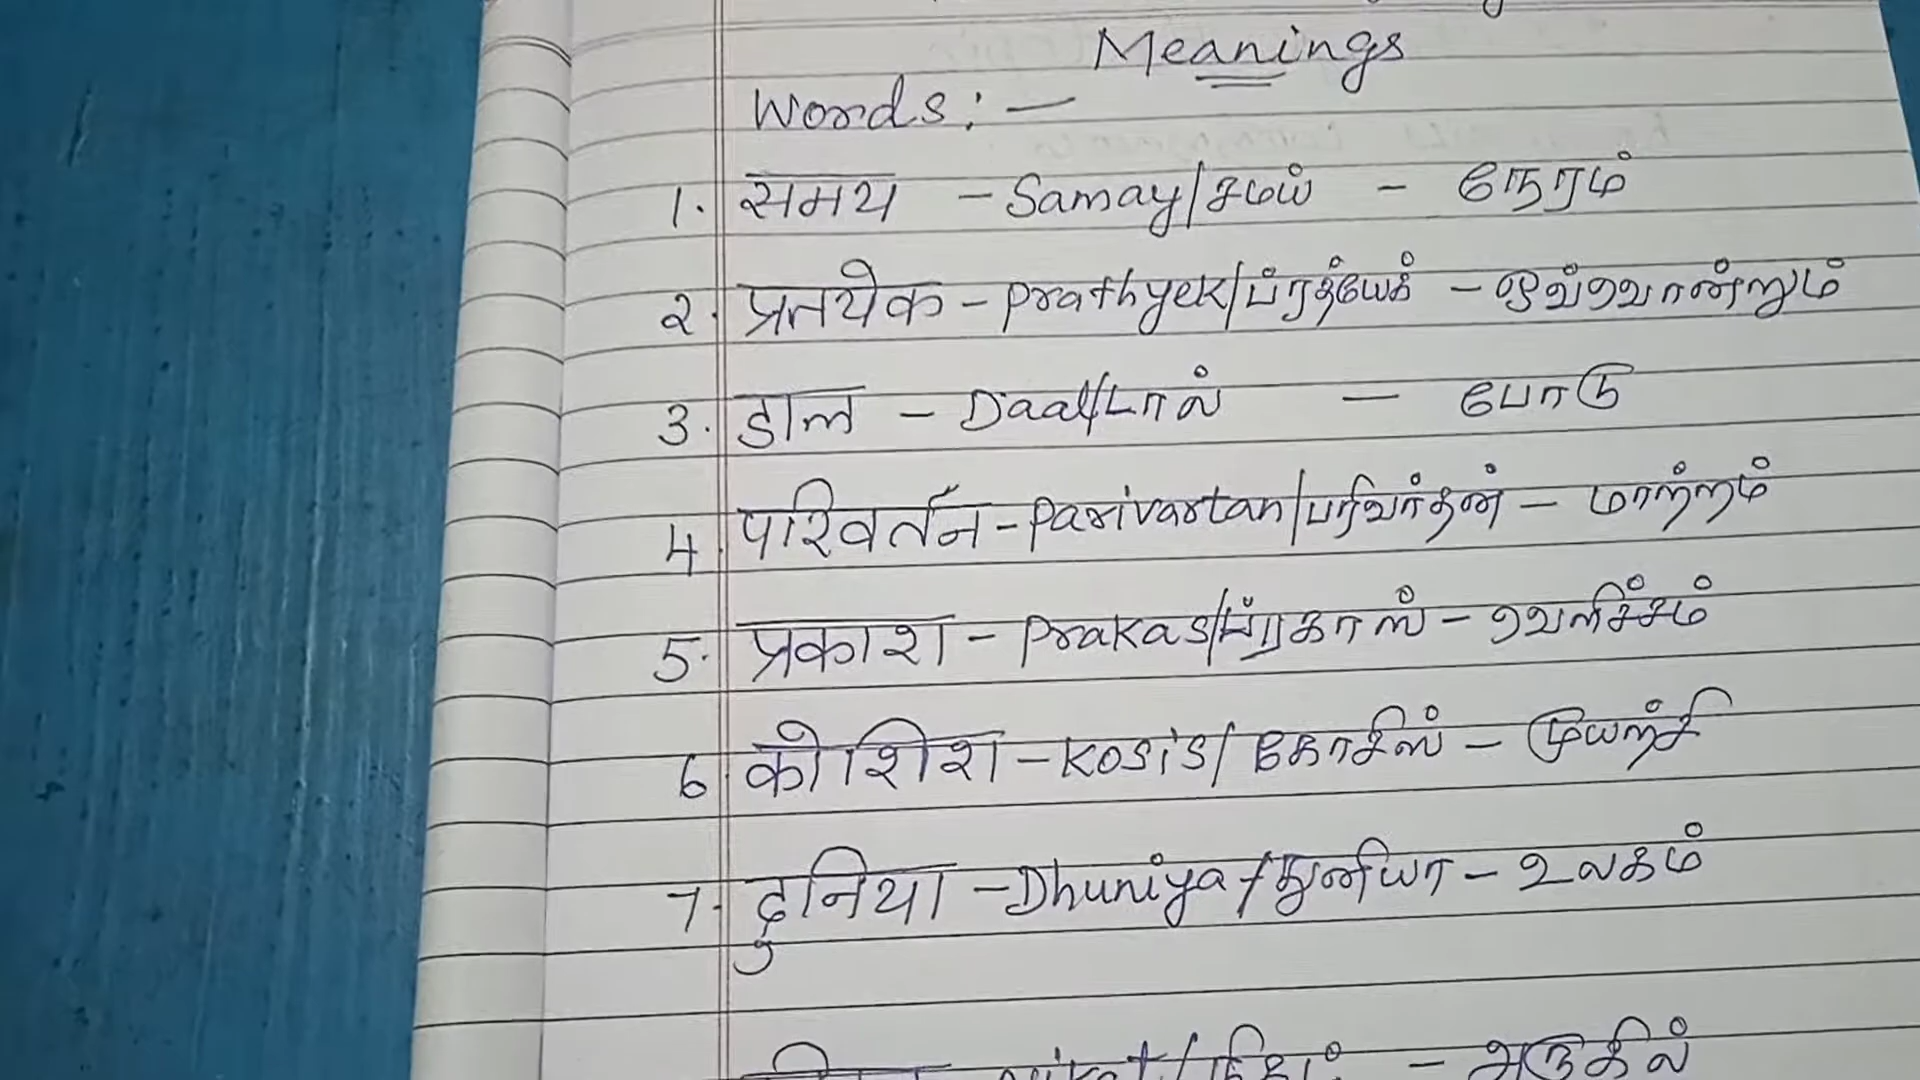 Meanings
Words: —
1. समय - Samay/சமய் - நேரம்
2. प्रतयेक - Prathyek/ப்ரத்யேக் - ஒவ்வொன்றும்
3. डाल - Daal/டால் - போடு
4. परिवर्तन - Parivartan/பரிவர்தன் - மாற்றம்
5. प्रकाश - Prakas/ப்ரகாஸ் - வெளிச்சம்
6. कोशिश - Kosis/கோசிஸ் - முயற்சி
7. दुनिया - Dhuniya/துனியா - உலகம்
- அருகில்